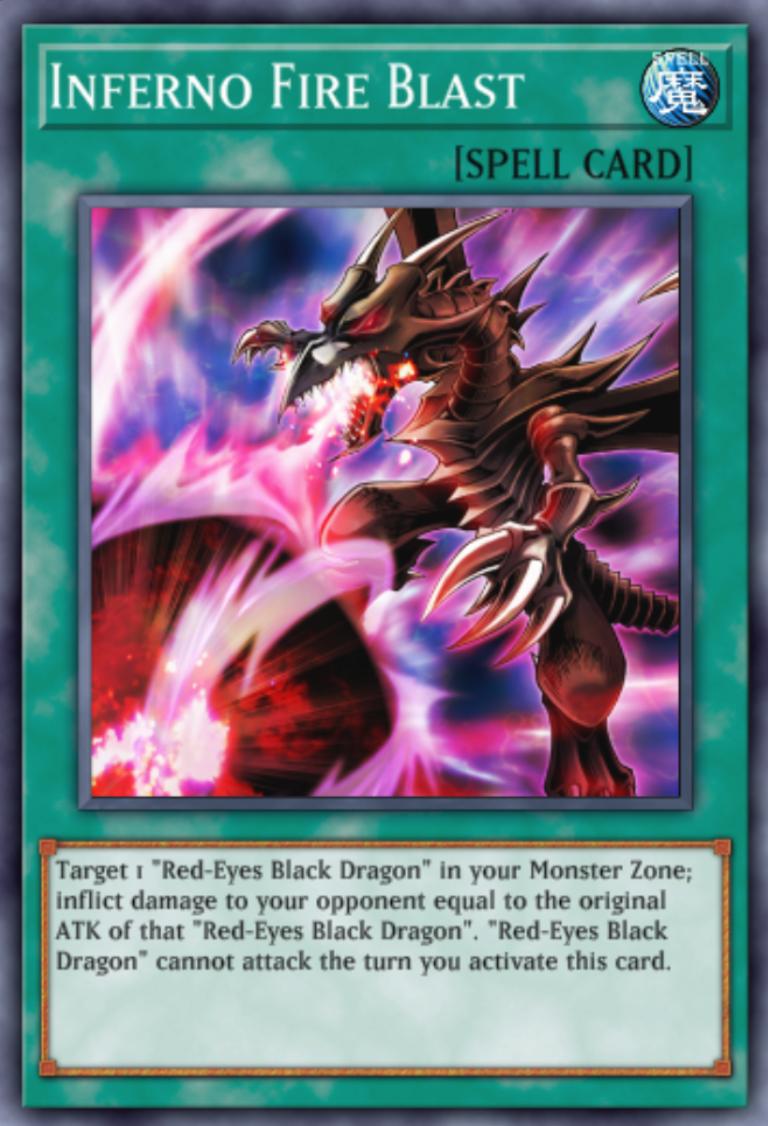 Inferno Fire Blast
SPELL
魔
[SPELL CARD]
Target 1 "Red-Eyes Black Dragon" in your Monster Zone;
inflict damage to your opponent equal to the original
ATK of that "Red-Eyes Black Dragon". "Red-Eyes Black
Dragon" cannot attack the turn you activate this card.